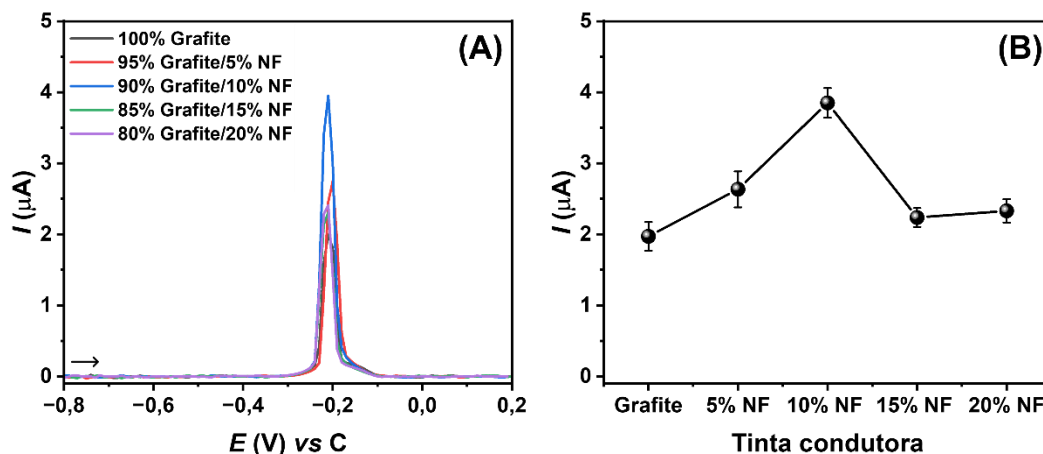 (A)
100% Grafite
95% Grafite/5% NF
90% Grafite/10% NF
85% Grafite/15% NF
80% Grafite/20% NF
I (μA)
5
4
3
2
1
0
−0,8 −0,6 −0,4 −0,2 0,0 0,2
E (V) vs C
(B)
I (μA)
5
4
3
2
1
0
Grafite 5% NF 10% NF 15% NF 20% NF
Tinta condutora